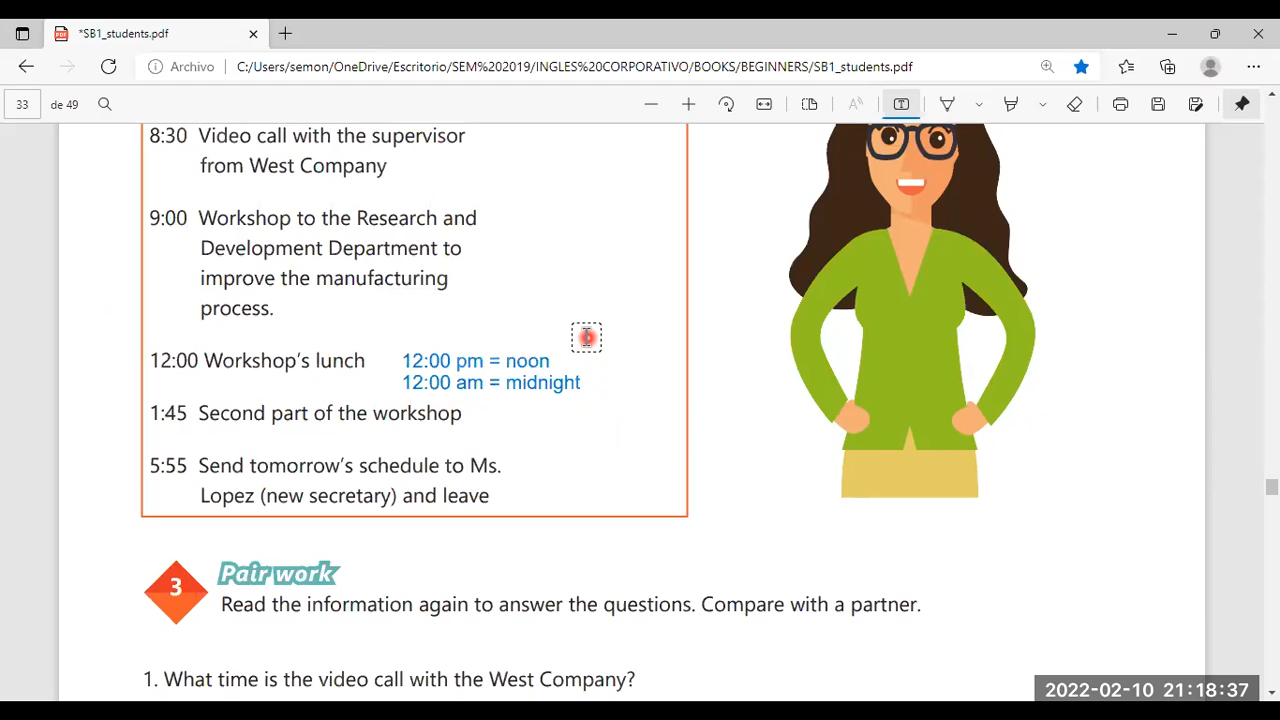 *SB1_students.pdf
Archivo
C:/Users/semon/OneDrive/Escritorio/SEM%202019/INGLES%20CORPORATIVO/BOOKS/BEGINNERS/SB1_students.pdf
33 de 49
8:30 Video call with the supervisor
from West Company
9:00 Workshop to the Research and
Development Department to
improve the manufacturing
process.
12:00 Workshop's lunch 12:00 pm = noon
12:00 am = midnight
1:45 Second part of the workshop
5:55 Send tomorrow's schedule to Ms.
Lopez (new secretary) and leave
3 Pair work
Read the information again to answer the questions. Compare with a partner.
1. What time is the video call with the West Company?
2022-02-10 21:18:37